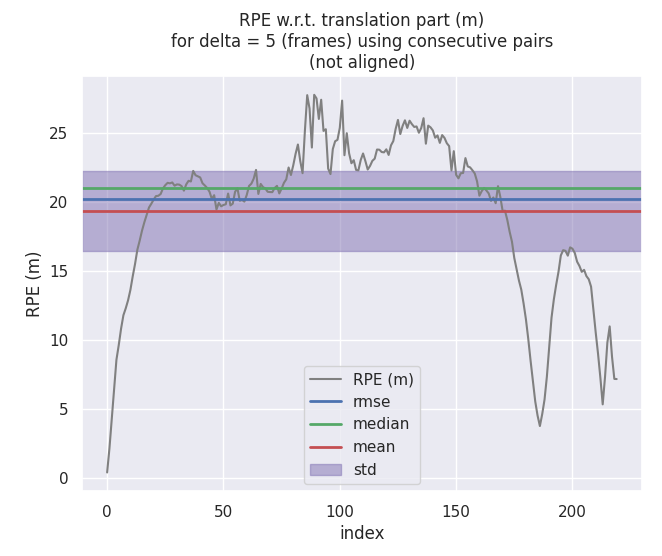 RPE w.r.t. translation part (m)
for delta = 5 (frames) using consecutive pairs
(not aligned)
RPE (m)
25
20
15
10
5
0
RPE (m)
rmse
median
mean
std
0
50
100
150
200
index